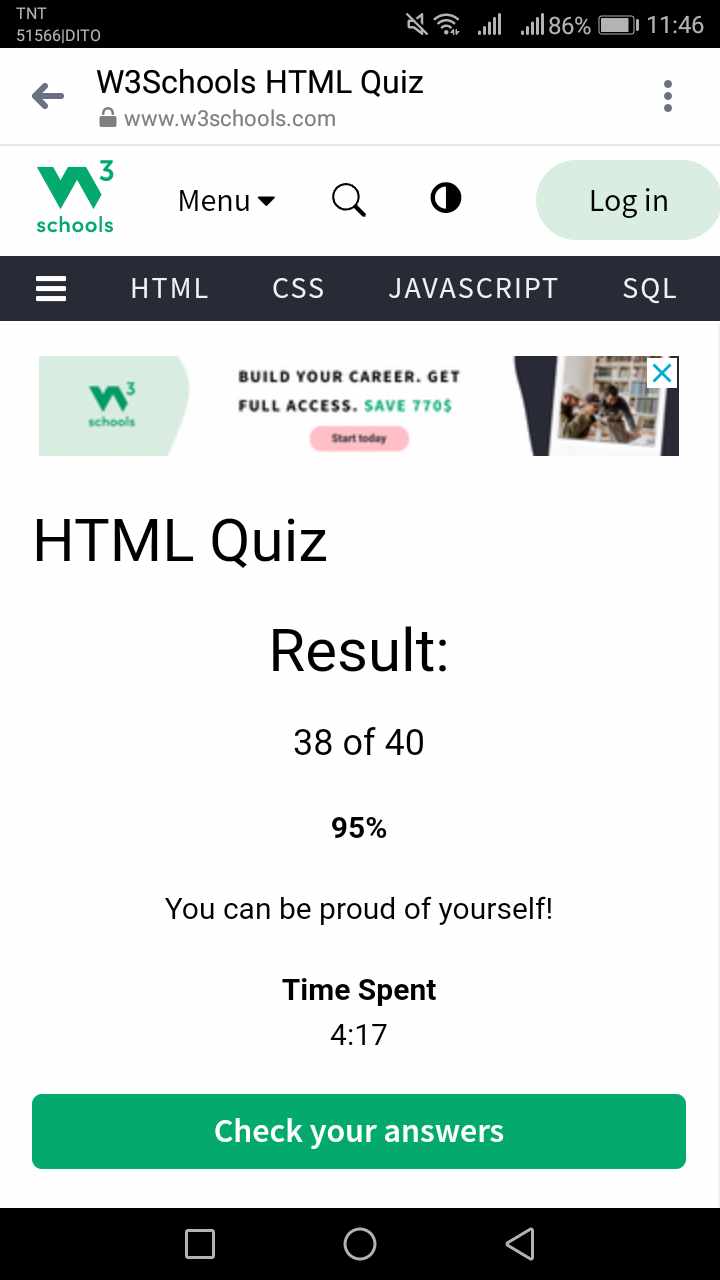 TNT
51566|DITO
86%
11:46
W3Schools HTML Quiz
www.w3schools.com
W3
schools
Menu
Log in
HTML CSS JAVASCRIPT SQL
W3
schools
BUILD YOUR CAREER. GET
FULL ACCESS. SAVE 770$
Start today
HTML Quiz
Result:
38 of 40
95%
You can be proud of yourself!
Time Spent
4:17
Check your answers